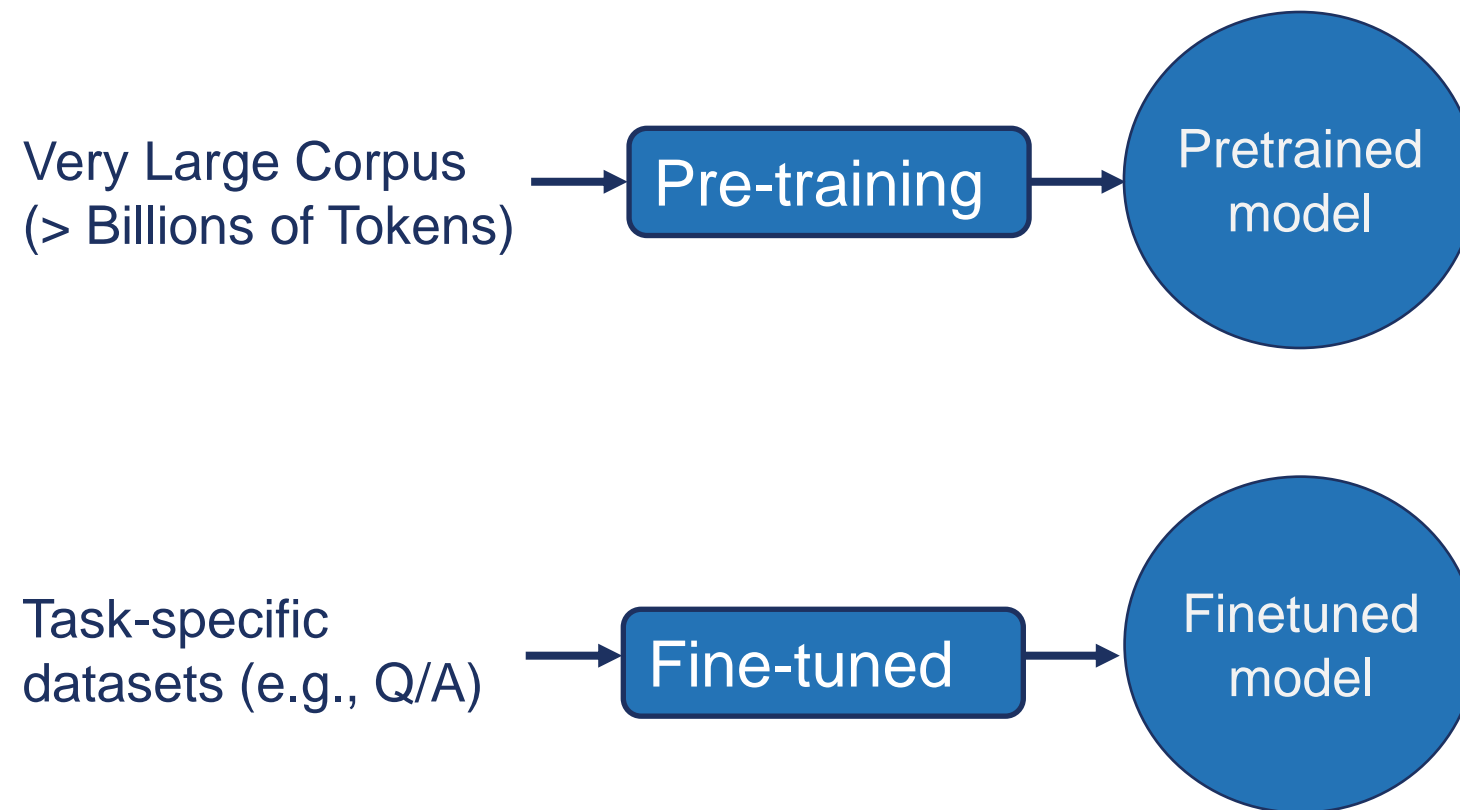 Very Large Corpus
(> Billions of Tokens)
Pre-training
Pretrained
model
Task-specific
datasets (e.g., Q/A)
Fine-tuned
Finetuned
model